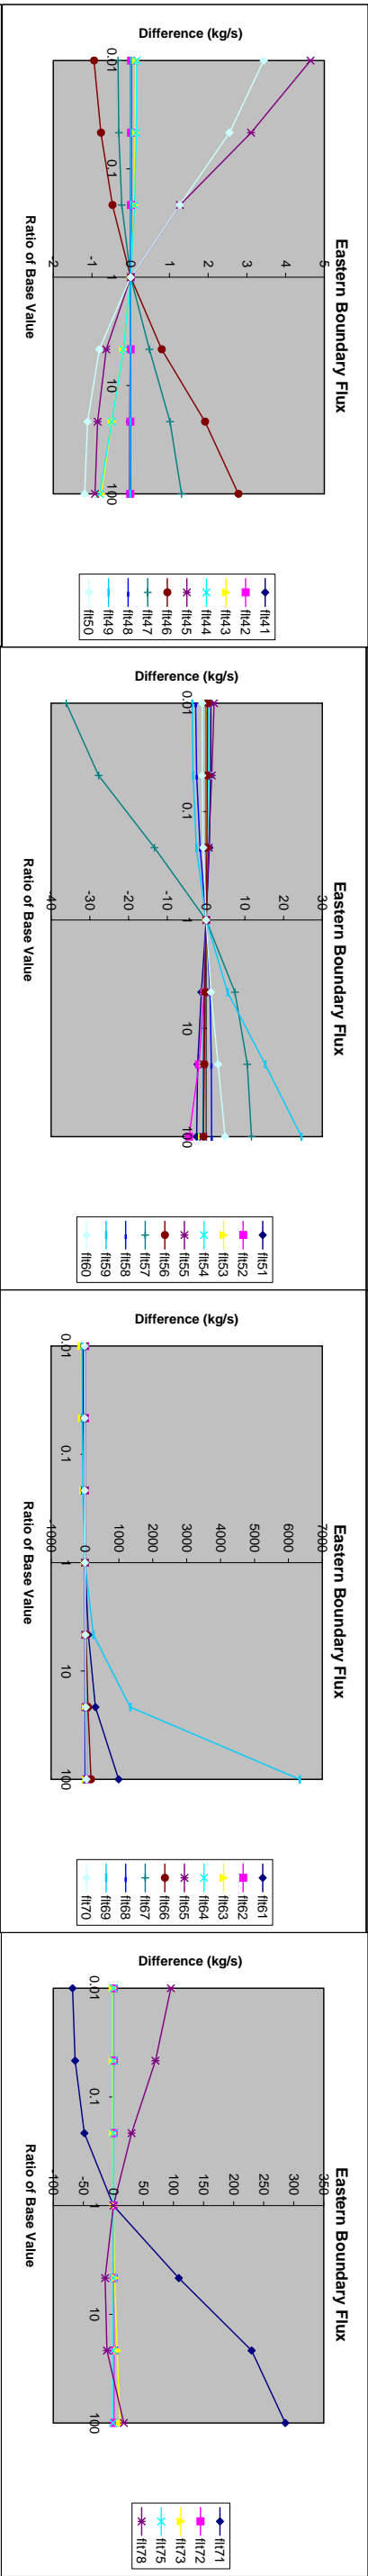 Eastern Boundary Flux
Difference (kg/s)
5
4
3
2
1
0
-1
-2
0.01 0.1 1 10 100
Ratio of Base Value
flt41
flt42
flt43
flt44
flt45
flt46
flt47
flt48
flt49
flt50
Eastern Boundary Flux
Difference (kg/s)
30
20
10
0
-10
-20
-30
-40
0.01 0.1 1 10 100
Ratio of Base Value
flt51
flt52
flt53
flt54
flt55
flt56
flt57
flt58
flt59
flt60
Eastern Boundary Flux
Difference (kg/s)
7000
6000
5000
4000
3000
2000
1000
0
-1000
0.01 0.1 1 10 100
Ratio of Base Value
flt61
flt62
flt63
flt64
flt65
flt66
flt67
flt68
flt69
flt70
Eastern Boundary Flux
Difference (kg/s)
350
300
250
200
150
100
50
0
-50
-100
0.01 0.1 1 10 100
Ratio of Base Value
flt71
flt72
flt73
flt75
flt78